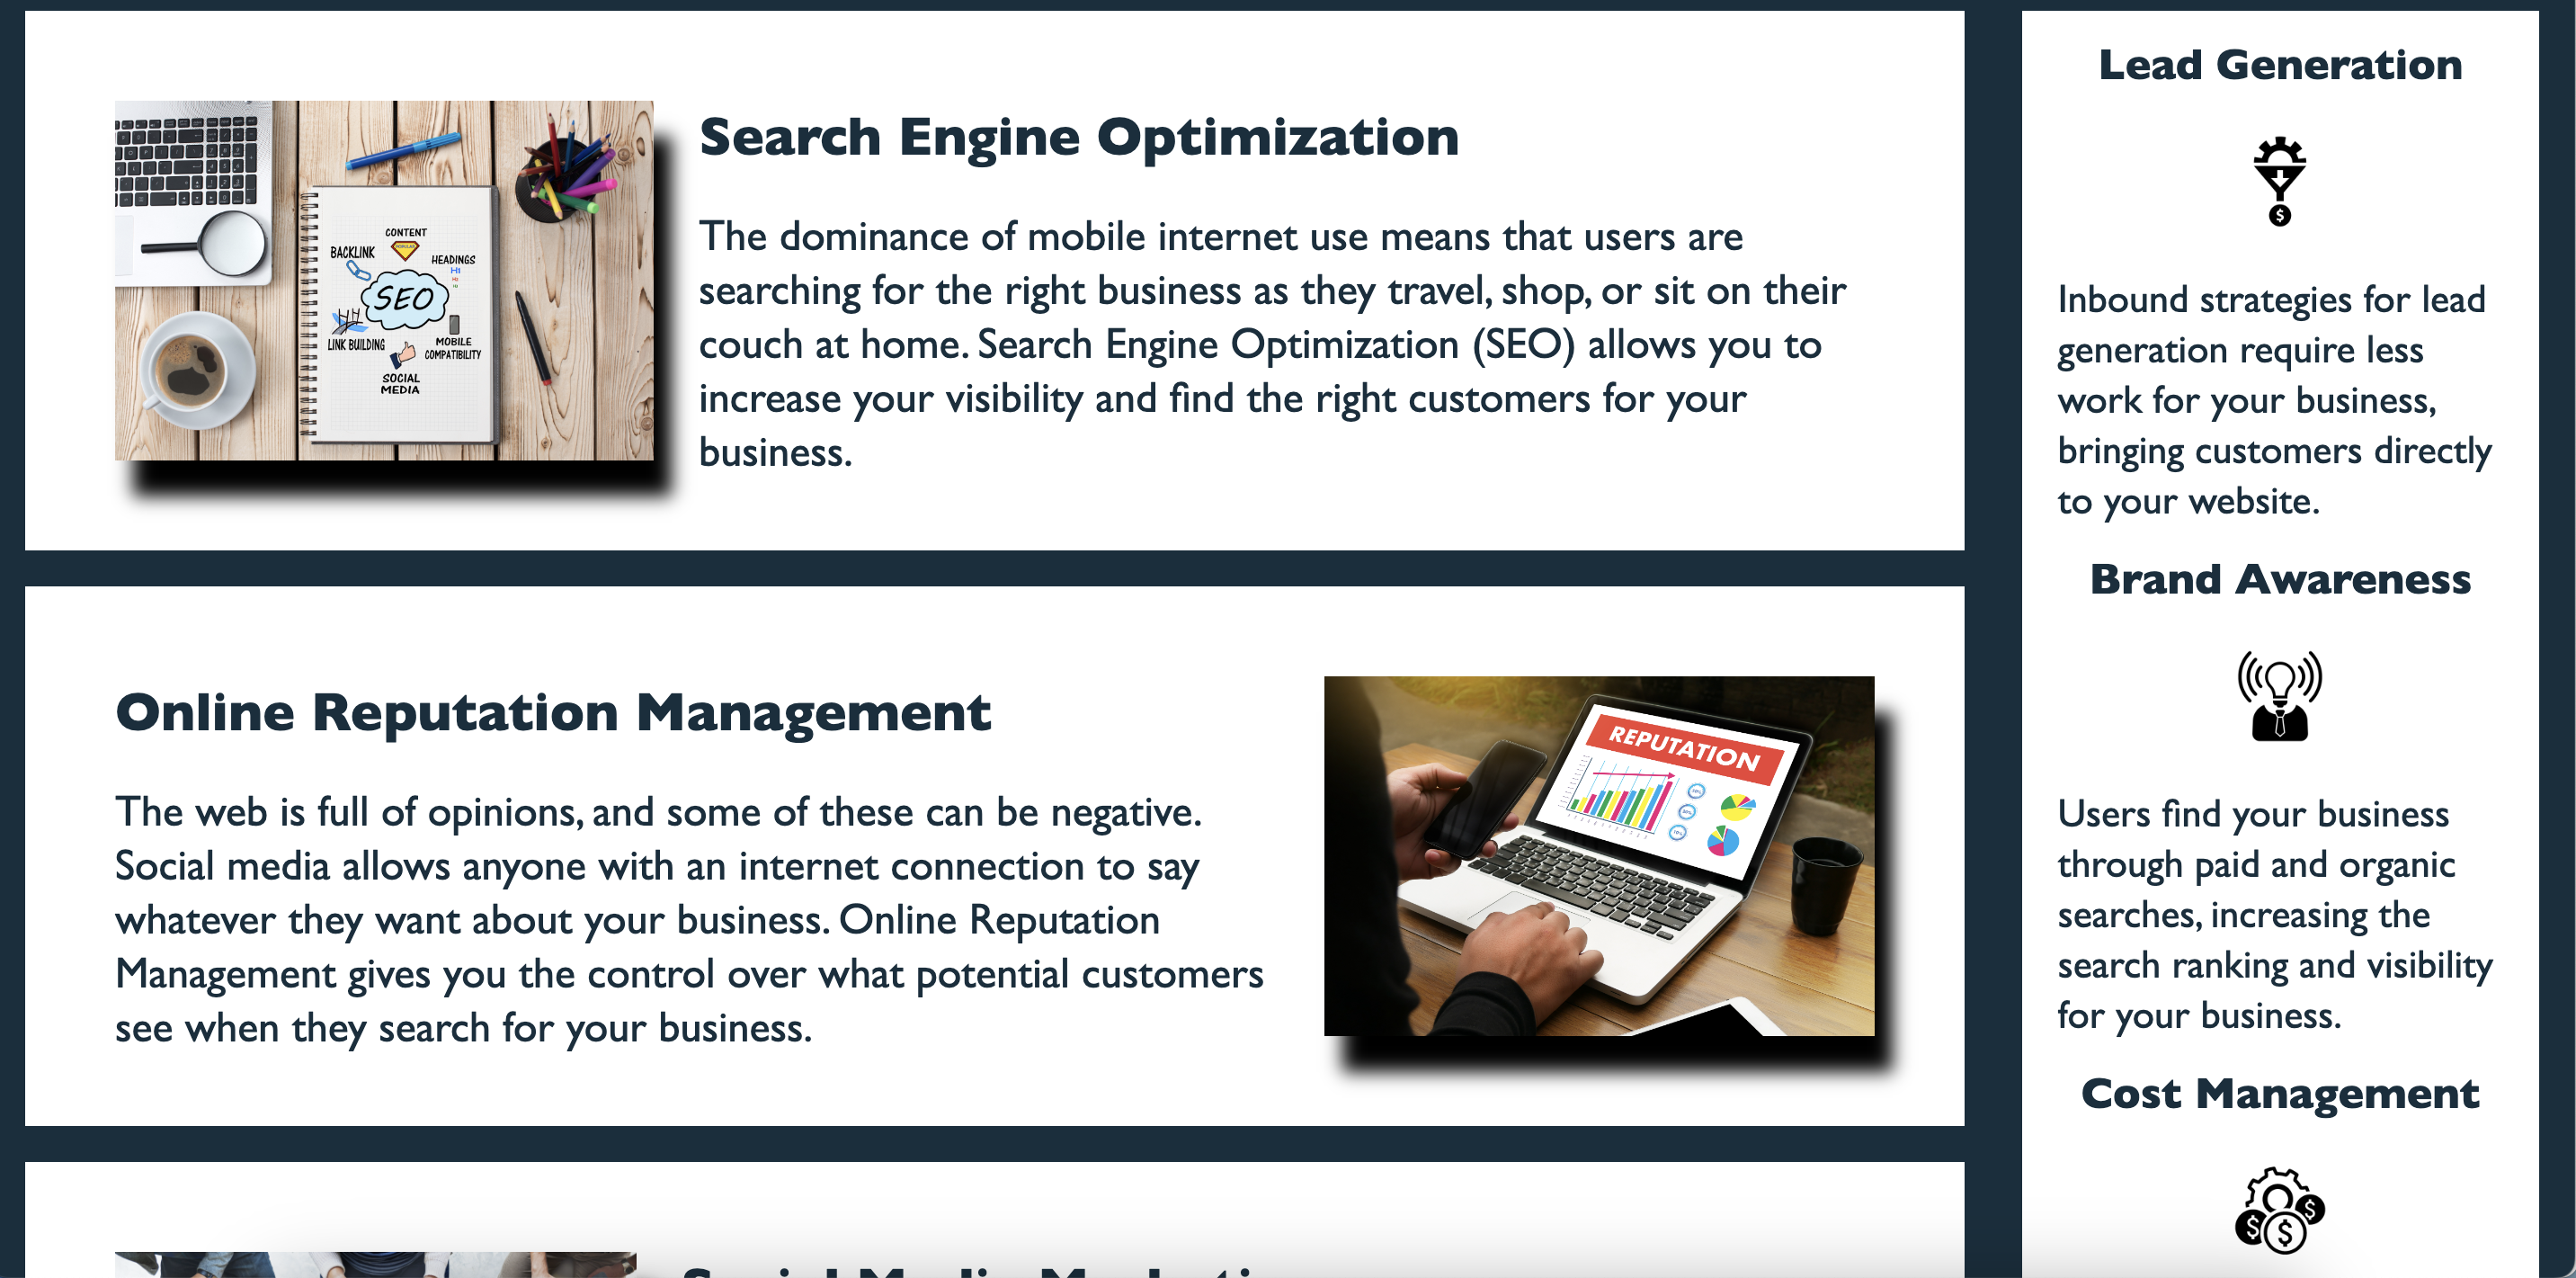 Search Engine Optimization
The dominance of mobile internet use means that users are
searching for the right business as they travel, shop, or sit on their
couch at home. Search Engine Optimization (SEO) allows you to
increase your visibility and find the right customers for your
business.
CONTENT
BACKLINK
HEADINGS
H1
SEO
LINK BUILDING
MOBILE
COMPATIBILITY
SOCIAL
MEDIA
Online Reputation Management
The web is full of opinions, and some of these can be negative.
Social media allows anyone with an internet connection to say
whatever they want about your business. Online Reputation
Management gives you the control over what potential customers
see when they search for your business.
REPUTATION
Lead Generation
$
Inbound strategies for lead
generation require less
work for your business,
bringing customers directly
to your website.
Brand Awareness
Users find your business
through paid and organic
searches, increasing the
search ranking and visibility
for your business.
Cost Management
$ $ $